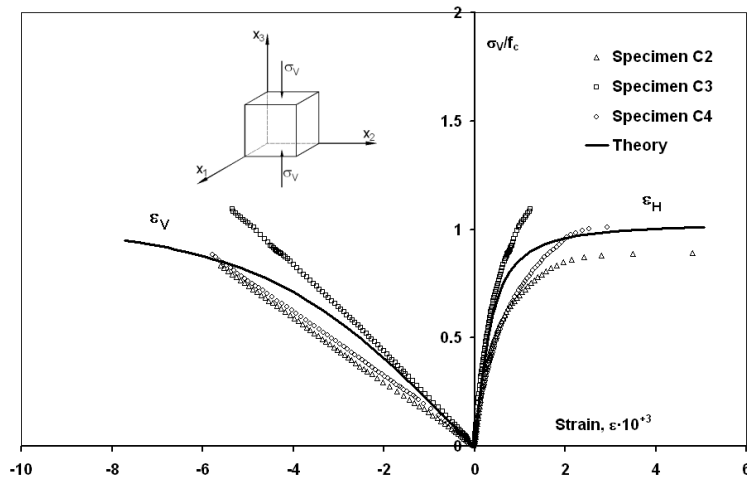 2
σV/fc
x3
σV
Specimen C2
Specimen C3
1.5
Specimen C4
x2
Theory
x1
σV
εV
εH
1
0.5
Strain, ε·10+3
0
-10 -8 -6 -4 -2 0 2 4 6